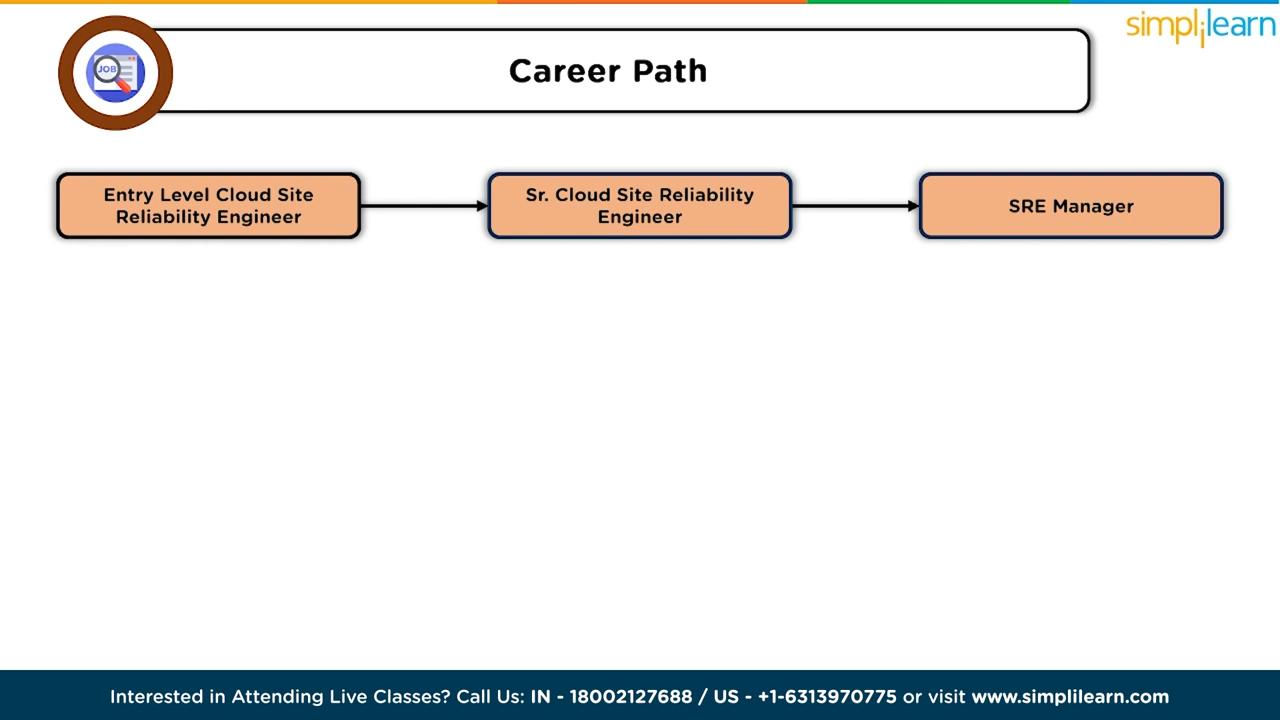 simplilearn
JOB
Career Path
Entry Level Cloud Site
Reliability Engineer
Sr. Cloud Site Reliability
Engineer
SRE Manager
Interested in Attending Live Classes? Call Us: IN - 18002127688 / US - +1-6313970775 or visit www.simplilearn.com